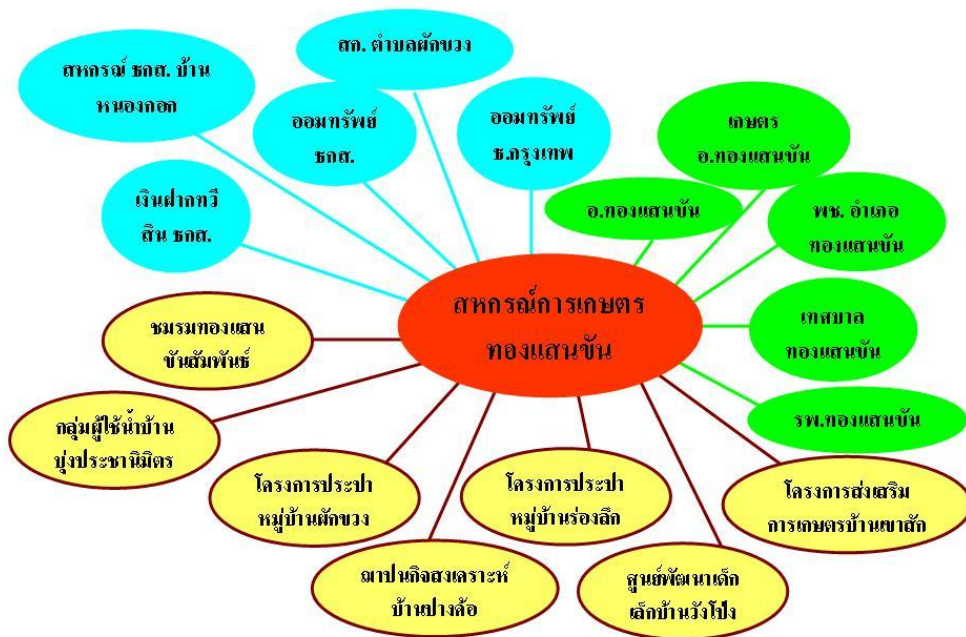 สก. ตำบลผักขวง
สหกรณ์ ธกส. บ้าน
หนองกอก
ออมทรัพย์
ธกส.
ออมทรัพย์
ธ.กรุงเทพ
เกษตร
อ.ทองแสนขัน
เงินฝากทวี
สิน ธกส.
อ.ทองแสนขัน
พช. อำเภอ
ทองแสนขัน
สหกรณ์การเกษตร
ทองแสนขัน
ชมรมทองแสน
ขันสัมพันธ์
เทศบาล
ทองแสนขัน
กลุ่มผู้ใช้น้ำบ้าน
บุ่งประชานิมิตร
รพ.ทองแสนขัน
โครงการประปา
หมู่บ้านผักขวง
โครงการประปา
หมู่บ้านร่องลึก
โครงการส่งเสริม
การเกษตรบ้านเขาสัก
ฌาปนกิจสงเคราะห์
บ้านปางค้อ
ศูนย์พัฒนาเด็ก
เล็กบ้านวังโป่ง